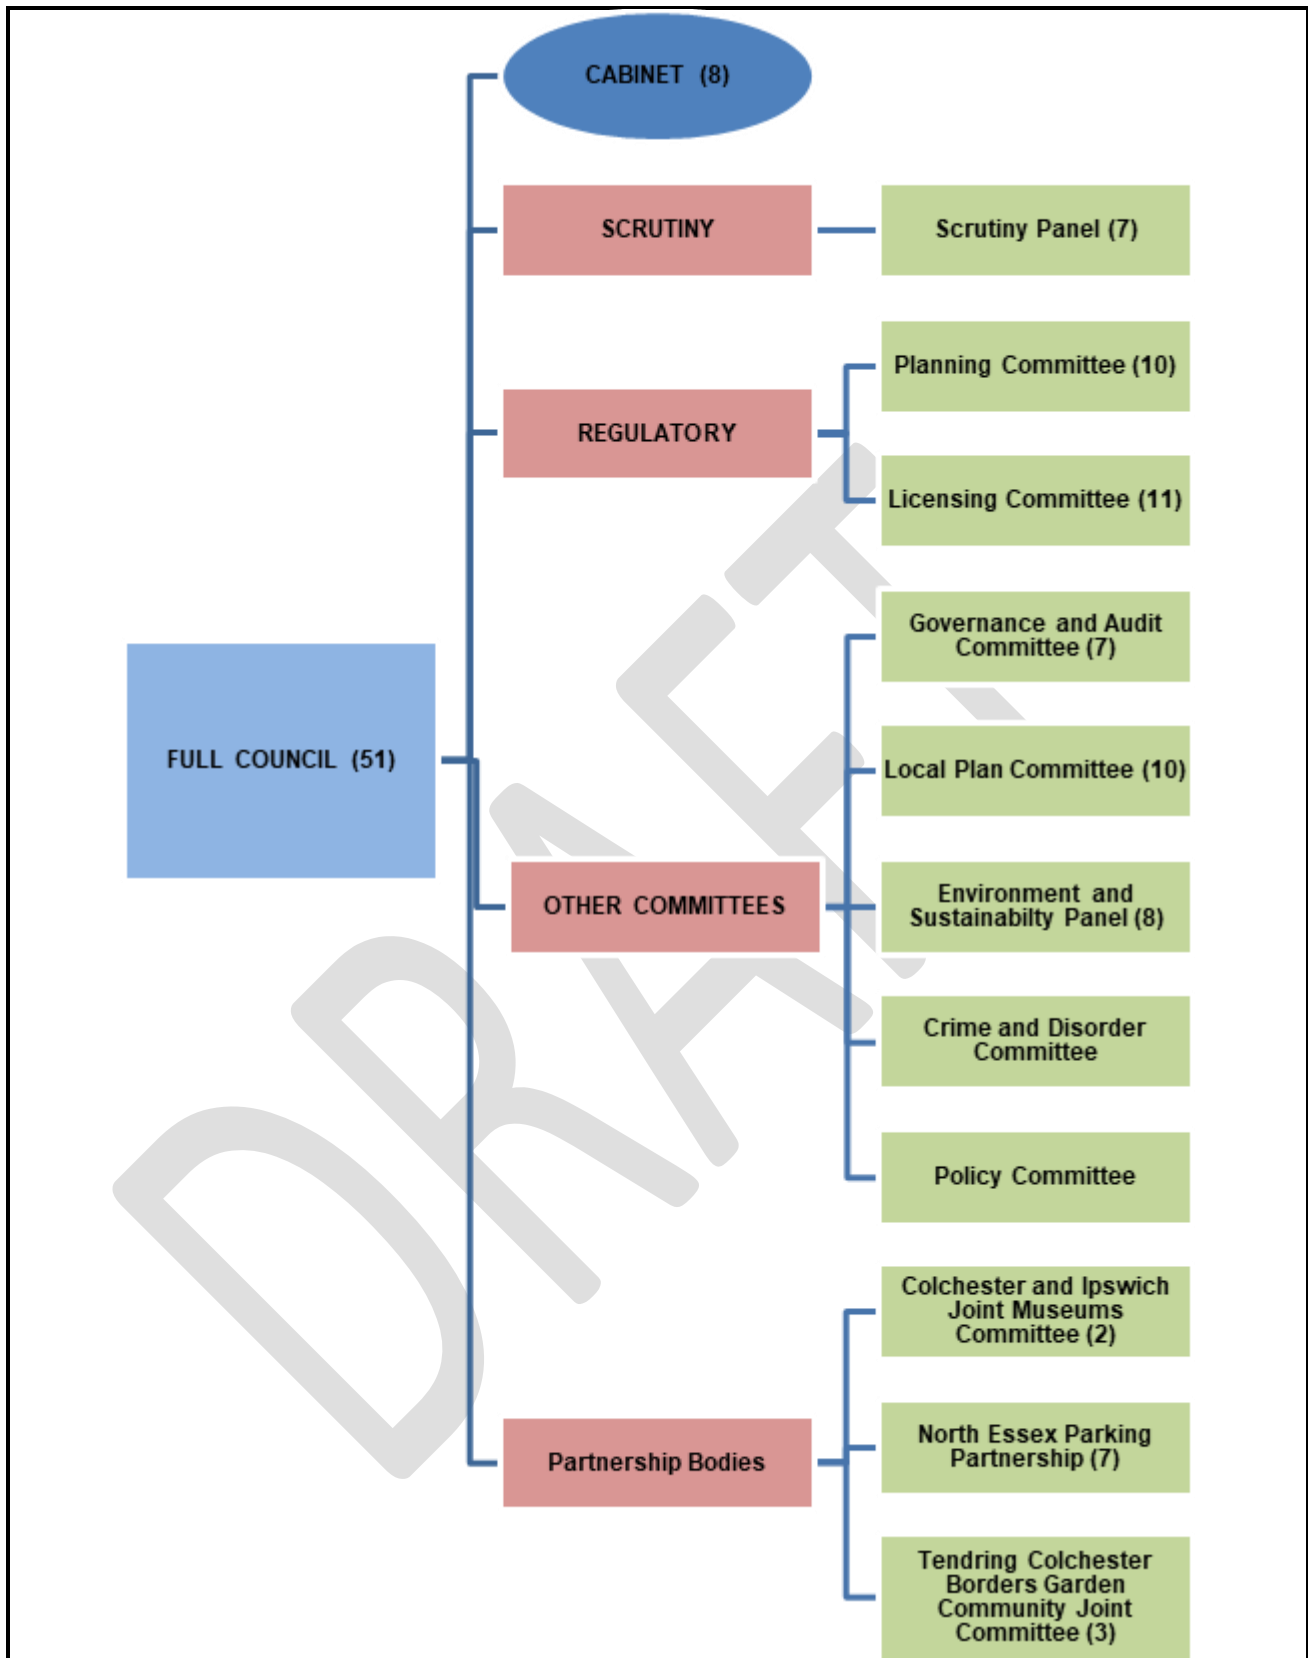 CABINET (8)
SCRUTINY
Scrutiny Panel (7)
REGULATORY
Planning Committee (10)
Licensing Committee (11)
FULL COUNCIL (51)
OTHER COMMITTEES
Governance and Audit
Committee (7)
Local Plan Committee (10)
Environment and
Sustainabilty Panel (8)
Crime and Disorder
Committee
Policy Committee
Partnership Bodies
Colchester and Ipswich
Joint Museums
Committee (2)
North Essex Parking
Partnership (7)
Tendring Colchester
Borders Garden
Community Joint
Committee (3)
DRAFT